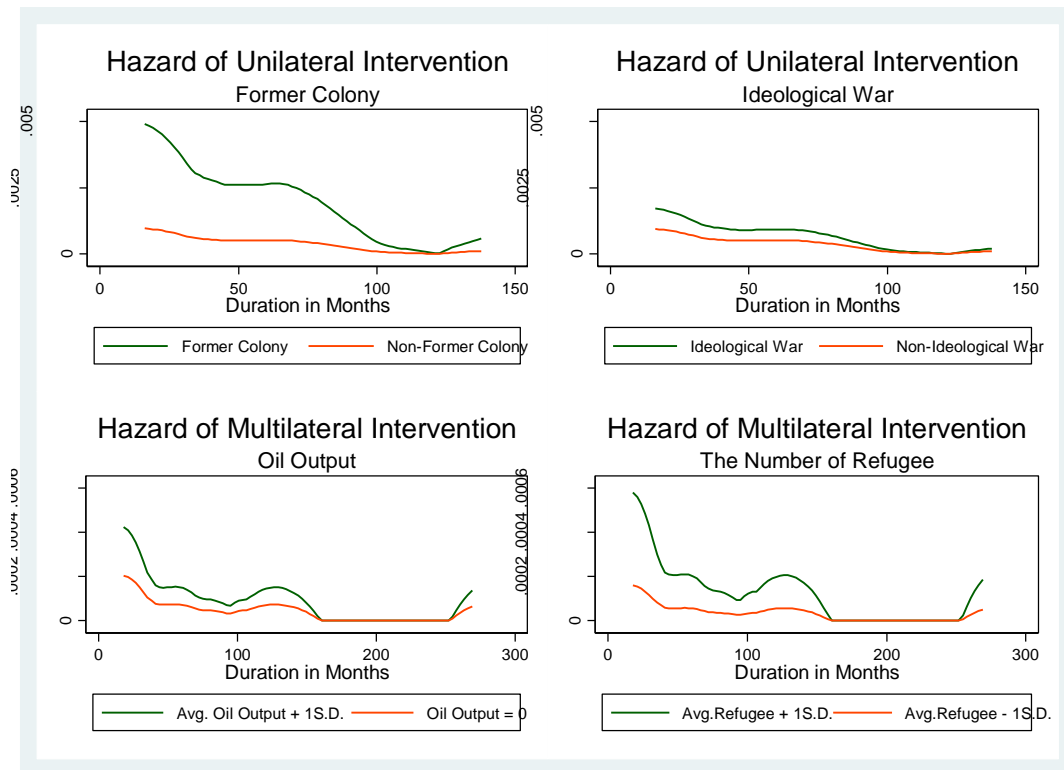 Hazard of Unilateral Intervention
Former Colony
.005
.0025
0
0 50 100 150
Duration in Months
Former Colony Non-Former Colony
Hazard of Unilateral Intervention
Ideological War
.005
.0025
0
0 50 100 150
Duration in Months
Ideological War Non-Ideological War
Hazard of Multilateral Intervention
Oil Output
.0002 .0004 .0006
0
0 100 200 300
Duration in Months
Avg. Oil Output + 1S.D. Oil Output = 0
Hazard of Multilateral Intervention
The Number of Refugee
.0002 .0004 .0006
0
0 100 200 300
Duration in Months
Avg.Refugee + 1S.D. Avg.Refugee - 1S.D.